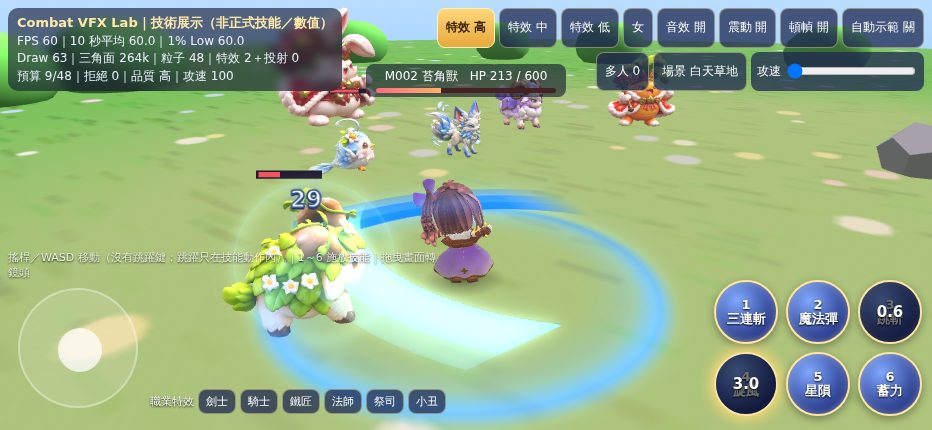 Combat VFX Lab｜技術展示（非正式技能／數值）
FPS 60｜10 秒平均 60.0｜1% Low 60.0
Draw 63｜三角面 264k｜粒子 48｜特效 2＋投射 0
預算 9/48｜拒絕 0｜品質 高｜攻速 100
特效 高
特效 中
特效 低
女
音效 開
震動 開
頓幀 開
自動示範 關
多人 0
場景 白天草地
攻速
M002 苔角獸 HP 213 / 600
29
搖桿／WASD 移動（沒有跳躍鍵；跳躍只在技能動作內）｜1～6 施放技能｜拖曳畫面轉
鏡頭
1
三連斬
2
魔法彈
0.6
3.0
旋風
5
星隕
6
蓄力
職業特效
劍士
騎士
鐵匠
法師
祭司
小丑